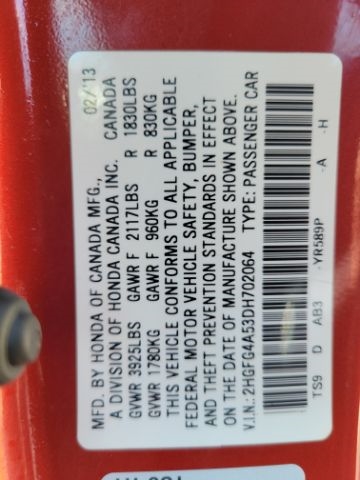 MFD. BY HONDA OF CANADA MFG., 02/13
A DIVISION OF HONDA CANADA INC. CANADA
GVWR 3925LBS GAWR F 2117LBS R 1830LBS
GVWR 1780KG GAWR F 960KG R 830KG
THIS VEHICLE CONFORMS TO ALL APPLICABLE
FEDERAL MOTOR VEHICLE SAFETY, BUMPER,
AND THEFT PREVENTION STANDARDS IN EFFECT
ON THE DATE OF MANUFACTURE SHOWN ABOVE.
V.I.N.: 2HGFG4A53DH702064 TYPE: PASSENGER CAR
TS9 D AB3 -YR589P -A -H